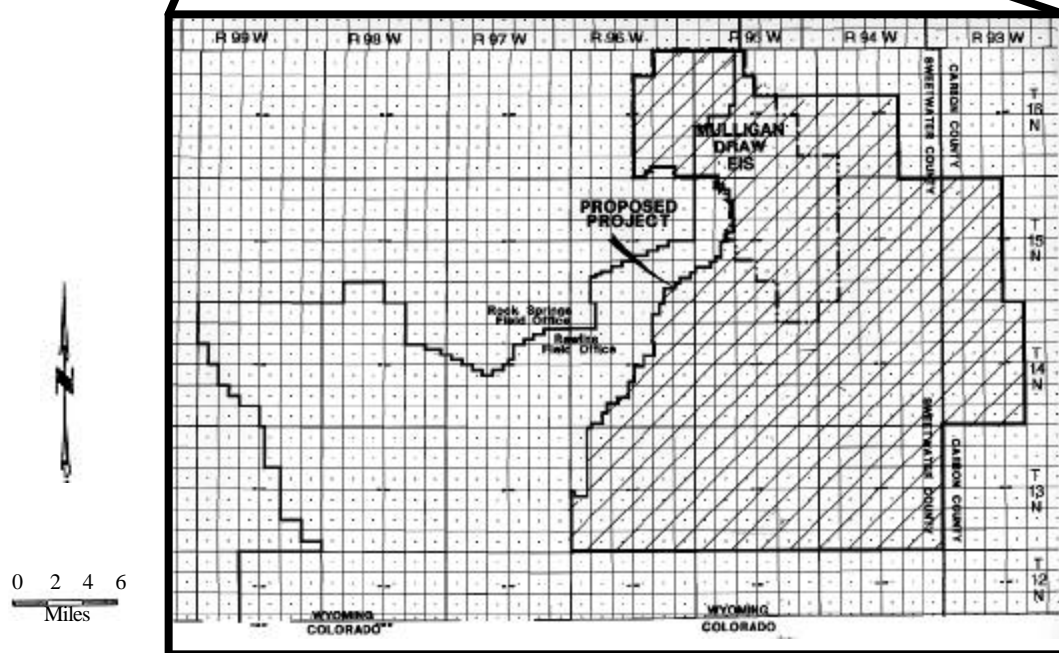 R 99 W R 98 W R 97 W R 96 W R 95 W R 94 W R 93 W
SWEETWATER COUNTY
CARBON COUNTY
T
16
N
MULLIGAN
DRAW
EIS
PROPOSED
PROJECT
T
15
N
Rock Springs
Field Office
Rawlins
Field Office
N
T
14
N
SWEETWATER COUNTY
CARBON COUNTY
T
13
N
0 2 4 6
Miles
T
12
N
WYOMING
COLORADO
WYOMING
COLORADO